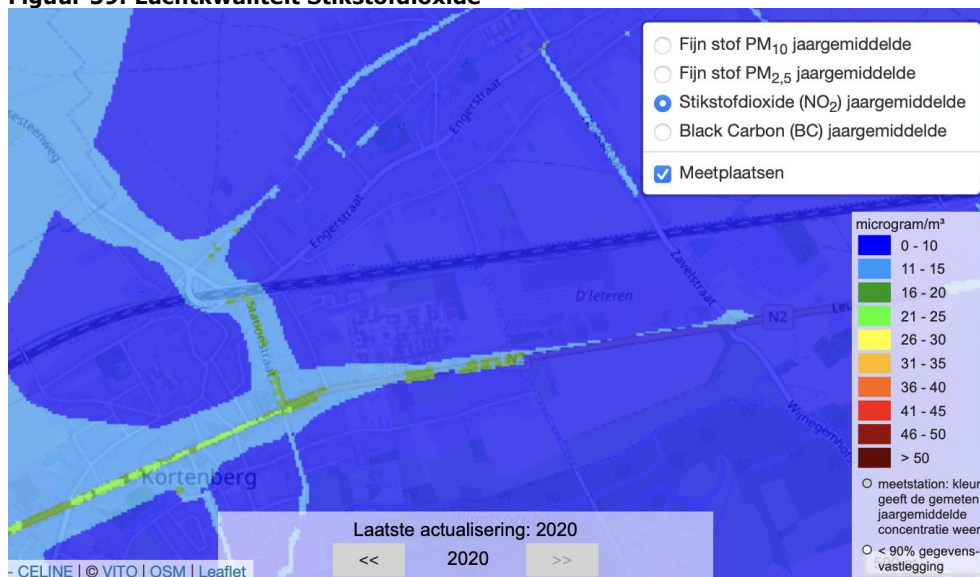 Figuur 39: Luchtkwaliteit Stikstofdioxide
Fijn stof PM10 jaargemiddelde
Fijn stof PM2,5 jaargemiddelde
Stikstofdioxide (NO2) jaargemiddelde
Black Carbon (BC) jaargemiddelde
Meetplaatsen
Engerstraat
Engerstraat
Stationsstraat
Zavelstraat
D'Ieteren
N2
N2
Wijnegemhof
Kortenberg
microgram/m³
0 - 10
11 - 15
16 - 20
21 - 25
26 - 30
31 - 35
36 - 40
41 - 45
46 - 50
> 50
meetstation: kleur
geeft de gemeten
jaargemiddelde
concentratie weer
< 90% gegevens-
vastlegging
Laatste actualisering: 2020
<<
2020
>>
- CELINE | © VITO | OSM | Leaflet